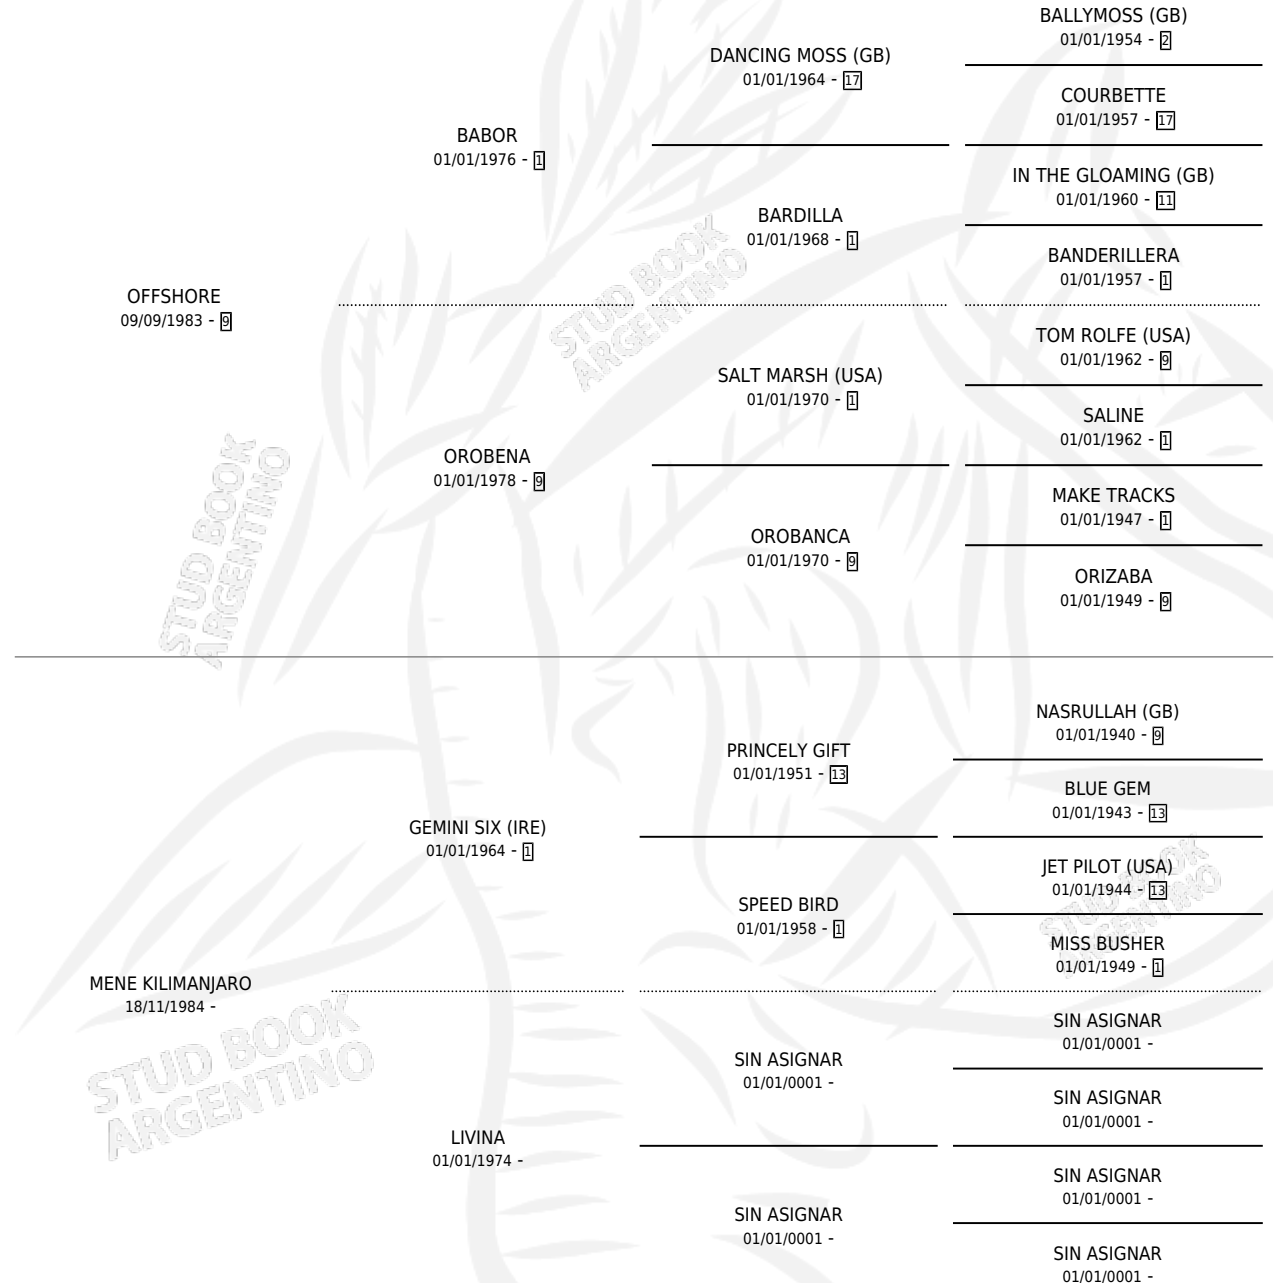 BALLYMOSS (GB)
01/01/1954 - 2
DANCING MOSS (GB)
01/01/1964 - 17
COURBETTE
01/01/1957 - 17
BABOR
01/01/1976 - 1
IN THE GLOAMING (GB)
01/01/1960 - 11
BARDILLA
01/01/1968 - 1
BANDERILLERA
01/01/1957 - 1
OFFSHORE
09/09/1983 - 9
TOM ROLFE (USA)
01/01/1962 - 9
SALT MARSH (USA)
01/01/1970 - 1
SALINE
01/01/1962 - 1
OROBENA
01/01/1978 - 9
MAKE TRACKS
01/01/1947 - 1
OROBANCA
01/01/1970 - 9
ORIZABA
01/01/1949 - 9
NASRULLAH (GB)
01/01/1940 - 9
PRINCELY GIFT
01/01/1951 - 13
BLUE GEM
01/01/1943 - 13
GEMINI SIX (IRE)
01/01/1964 - 1
JET PILOT (USA)
01/01/1944 - 13
SPEED BIRD
01/01/1958 - 1
MISS BUSHER
01/01/1949 - 1
MENE KILIMANJARO
18/11/1984 -
SIN ASIGNAR
01/01/0001 -
SIN ASIGNAR
01/01/0001 -
SIN ASIGNAR
01/01/0001 -
LIVINA
01/01/1974 -
SIN ASIGNAR
01/01/0001 -
SIN ASIGNAR
01/01/0001 -
SIN ASIGNAR
01/01/0001 -
STUD BOOK
ARGENTINO
STUD BOOK
ARGENTINO
STUD BOOK
ARGENTINO
STUD BOOK
ARGENTINO